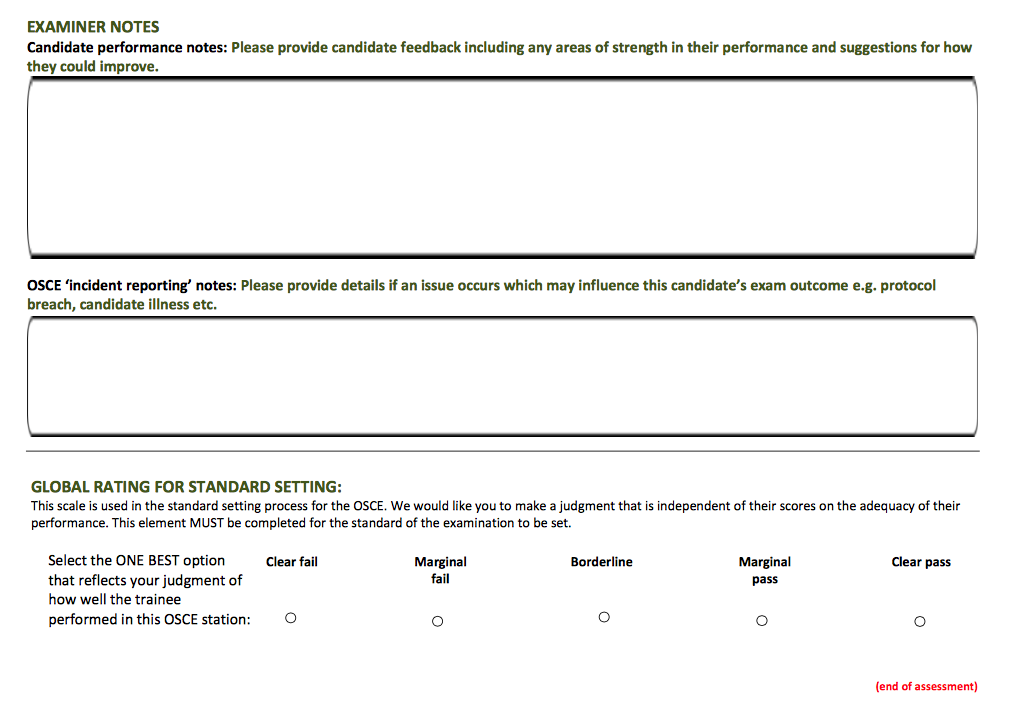 EXAMINER NOTES
Candidate performance notes: Please provide candidate feedback including any areas of strength in their performance and suggestions for how
they could improve.
OSCE ‘incident reporting’ notes: Please provide details if an issue occurs which may influence this candidate’s exam outcome e.g. protocol
breach, candidate illness etc.
GLOBAL RATING FOR STANDARD SETTING:
This scale is used in the standard setting process for the OSCE. We would like you to make a judgment that is independent of their scores on the adequacy of their
performance. This element MUST be completed for the standard of the examination to be set.
Select the ONE BEST option
that reflects your judgment of
how well the trainee
performed in this OSCE station:
Clear fail
Marginal
fail
Borderline
Marginal
pass
Clear pass
(end of assessment)